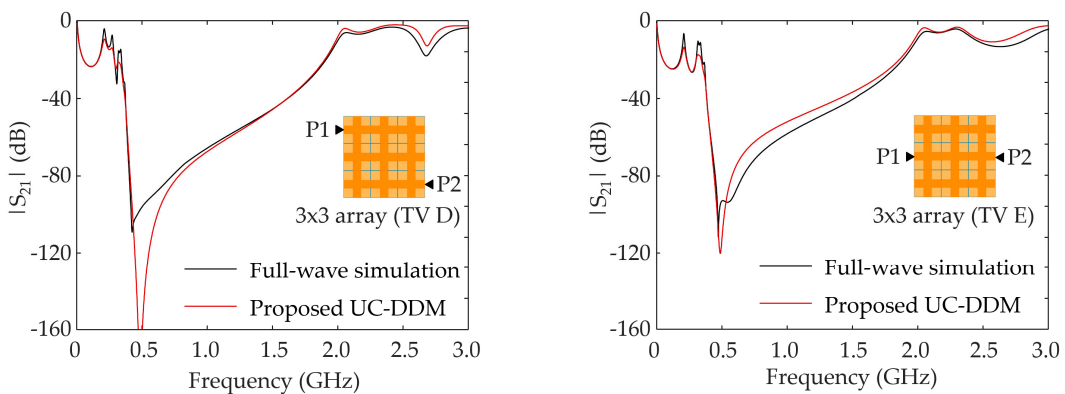 0
-40
-80
-120
-160
|S21| (dB)
P1
P2
3x3 array (TV D)
Full-wave simulation
Proposed UC-DDM
0 0.5 1.0 1.5 2.0 2.5 3.0
Frequency (GHz)
0
-40
-80
-120
-160
|S21| (dB)
P1 P2
3x3 array (TV E)
Full-wave simulation
Proposed UC-DDM
0 0.5 1.0 1.5 2.0 2.5 3.0
Frequency (GHz)